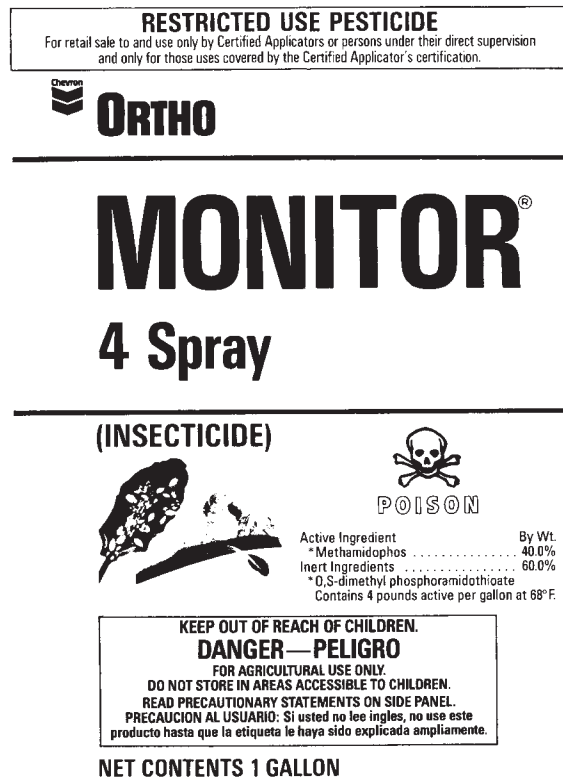 RESTRICTED USE PESTICIDE
For retail sale to and use only by Certified Applicators or persons under their direct supervision
and only for those uses covered by the Certified Applicator's certification.
Chevron
ORTHO
MONITOR®
4 Spray
(INSECTICIDE)
POISON
Active Ingredient By Wt.
*Methamidophos . . . . . . . . . . . . . . . 40.0%
Inert Ingredients . . . . . . . . . . . . . . . . 60.0%
*O,S-dimethyl phosphoramidothioate
Contains 4 pounds active per gallon at 68°F.
KEEP OUT OF REACH OF CHILDREN.
DANGER—PELIGRO
FOR AGRICULTURAL USE ONLY.
DO NOT STORE IN AREAS ACCESSIBLE TO CHILDREN.
READ PRECAUTIONARY STATEMENTS ON SIDE PANEL.
PRECAUCION AL USUARIO: Si usted no lee ingles, no use este
producto hasta que la etiqueta le haya sido explicada ampliamente.
NET CONTENTS 1 GALLON